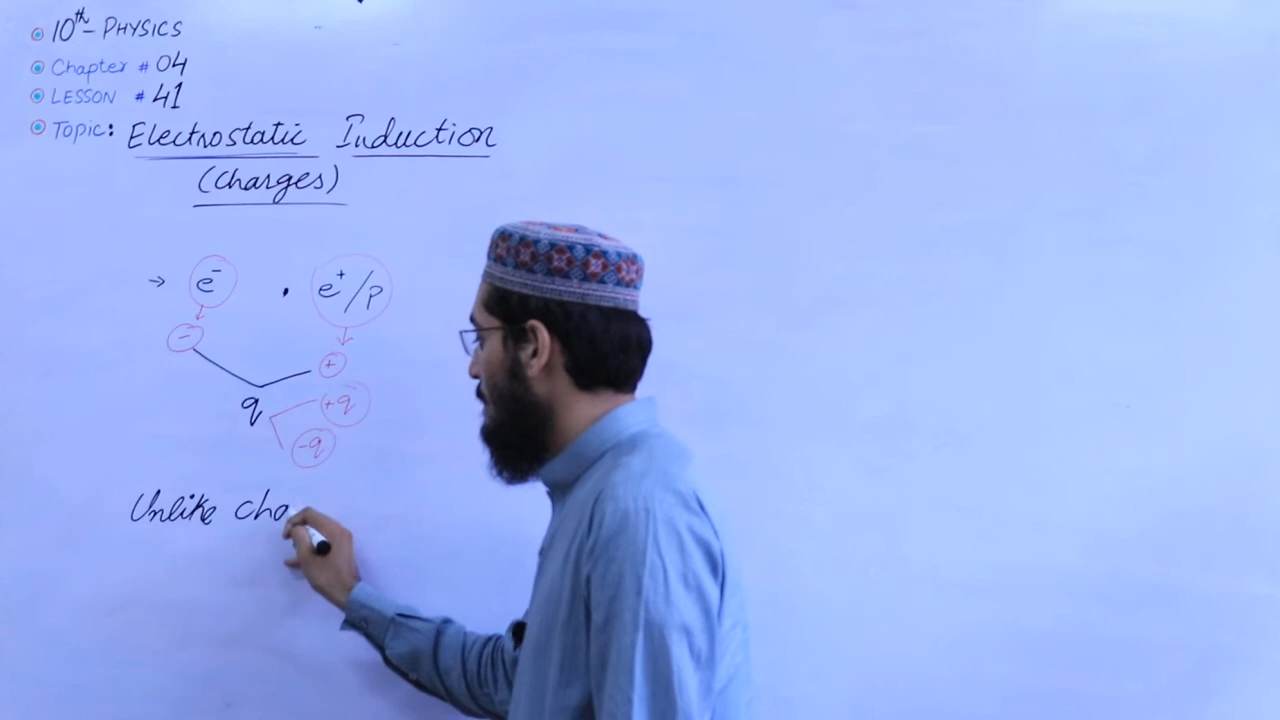 10th - PHYSICS
Chapter # 04
LESSON # 41
Topic: Electrostatic Induction
(charges)
→ e⁻ . e⁺/p
-
+
q +q
-q
Unlike cha